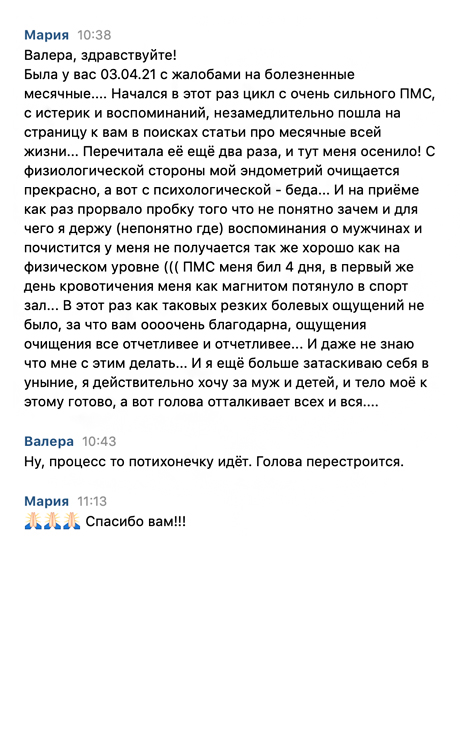 Мария 10:38
Валера, здравствуйте!
Была у вас 03.04.21 с жалобами на болезненные
месячные.... Начался в этот раз цикл с очень сильного ПМС,
с истерик и воспоминаний, незамедлительно пошла на
страницу к вам в поисках статьи про месячные всей
жизни... Перечитала её ещё два раза, и тут меня осенило! С
физиологической стороны мой эндометрий очищается
прекрасно, а вот с психологической - беда... И на приёме
как раз прорвало пробку того что не понятно зачем и для
чего я держу (непонятно где) воспоминания о мужчинах и
почистится у меня не получается так же хорошо как на
физическом уровне ((( ПМС меня бил 4 дня, в первый же
день кровотичения меня как магнитом потянуло в спорт
зал... В этот раз как таковых резких болевых ощущений не
было, за что вам оооочень благодарна, ощущения
очищения все отчетливее и отчетливее... И даже не знаю
что мне с этим делать... И я ещё больше затаскиваю себя в
уныние, я действительно хочу за муж и детей, и тело моё к
этому готово, а вот голова отталкивает всех и вся....
Валера 10:43
Ну, процесс то потихонечку идёт. Голова перестроится.
Мария 11:13
🙏🏻🙏🏻🙏🏻 Спасибо вам!!!